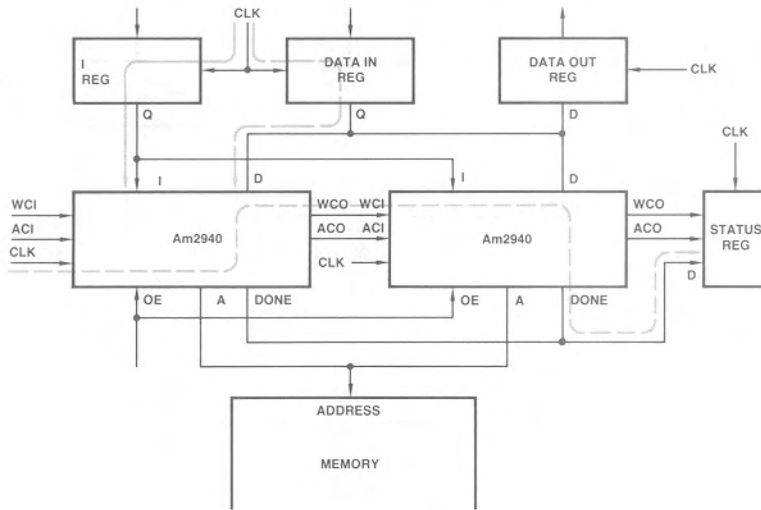 CLK
I
REG
DATA IN
REG
DATA OUT
REG
CLK
Q
Q
D
CLK
I
D
I
D
WCI
ACI
CLK
Am2940
WCO
ACO
WCI
ACI
CLK
Am2940
WCO
ACO
STATUS
REG
D
OE
A
DONE
OE
A
DONE
ADDRESS
MEMORY